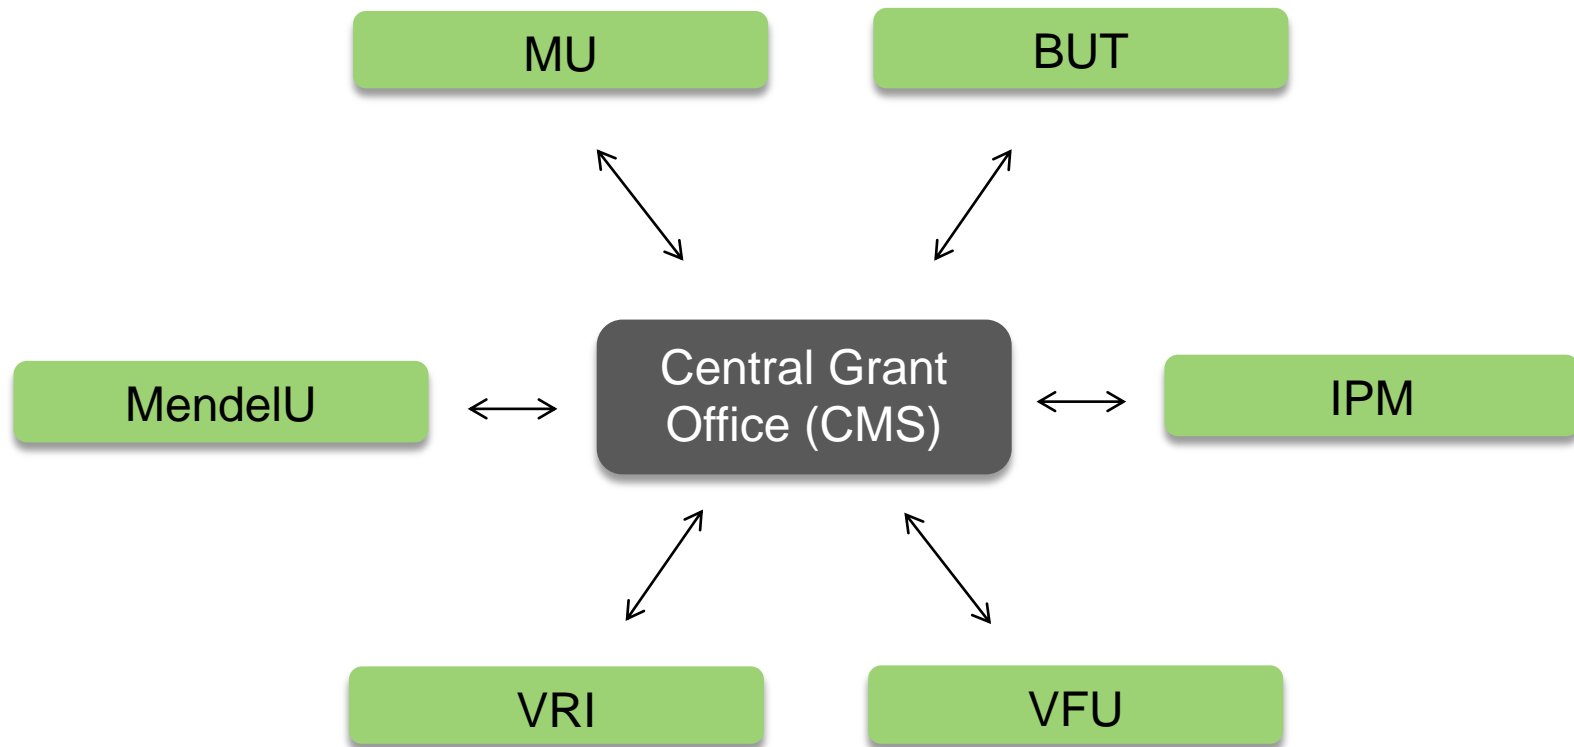 MU
BUT
MendelU
Central Grant
Office (CMS)
IPM
VRI
VFU